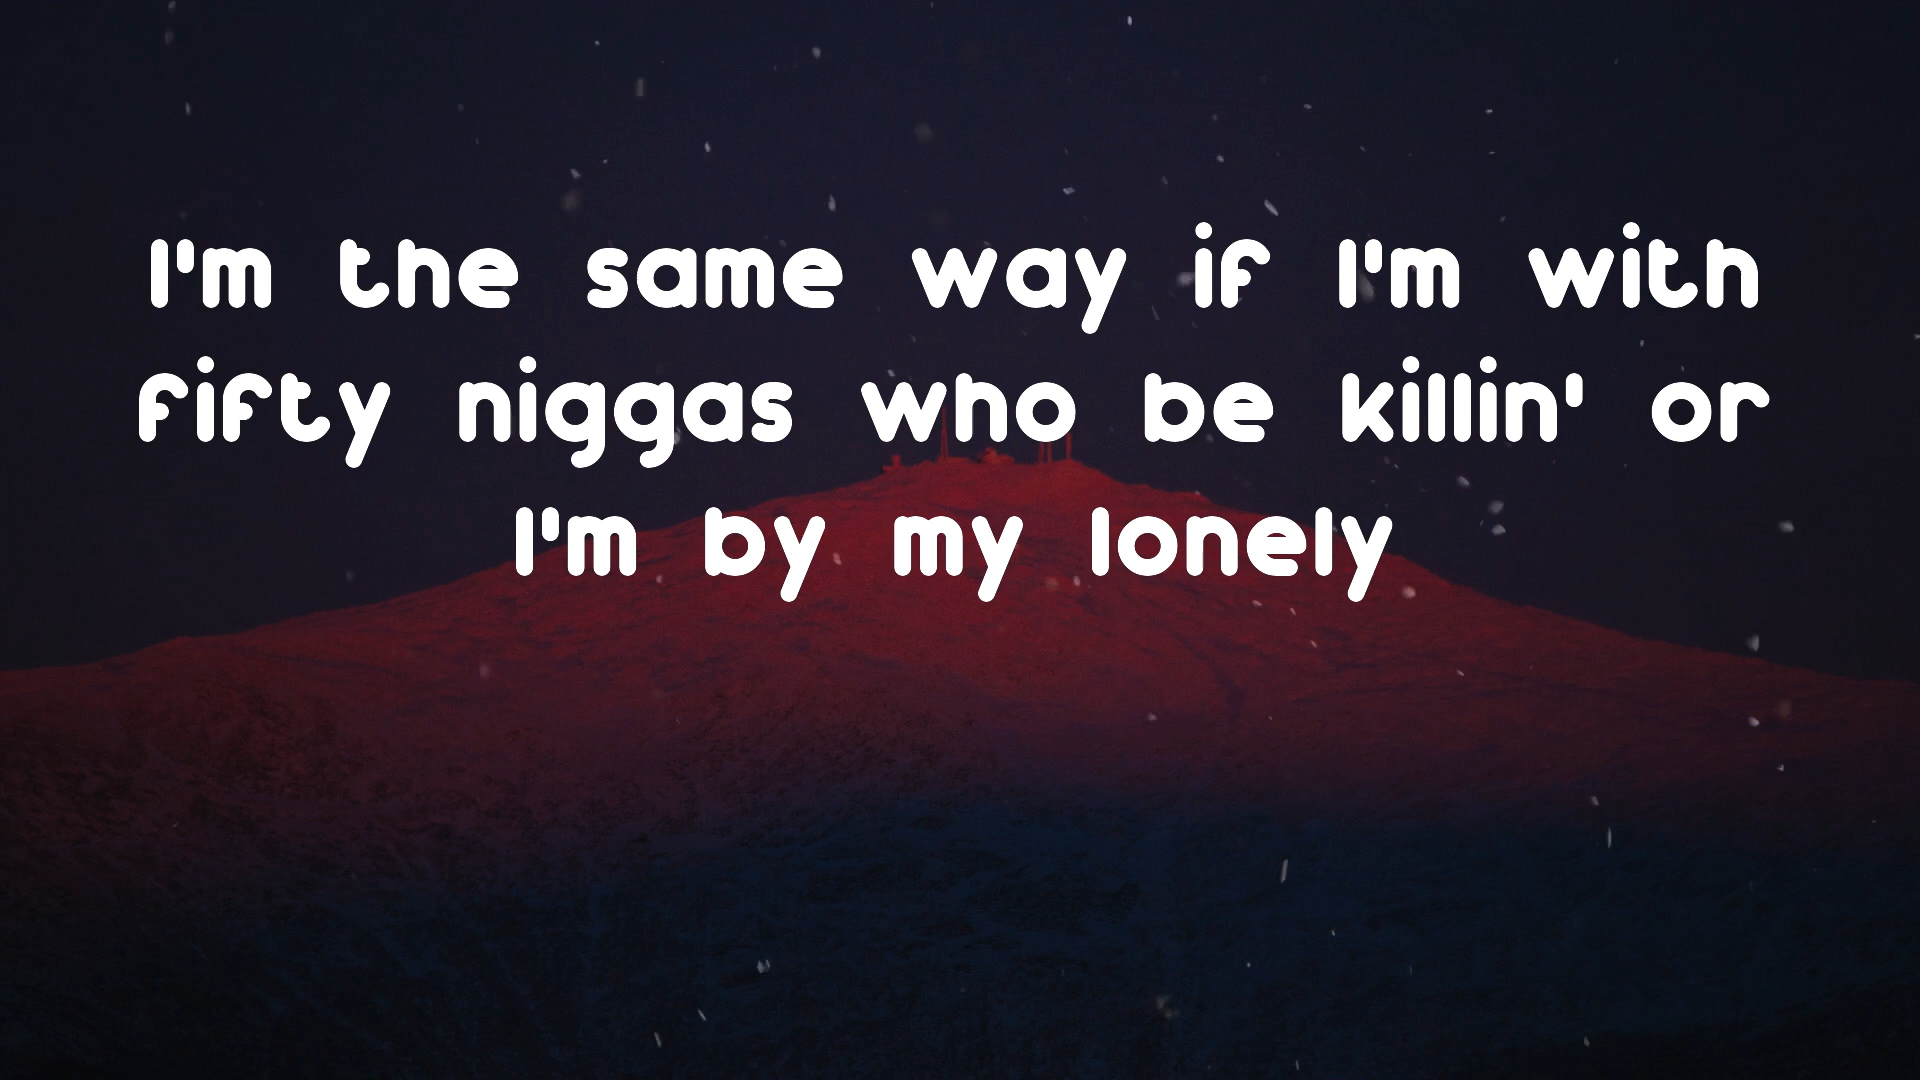 I'm the same way if I'm with
fifty niggas who be killin' or
I'm by my lonely